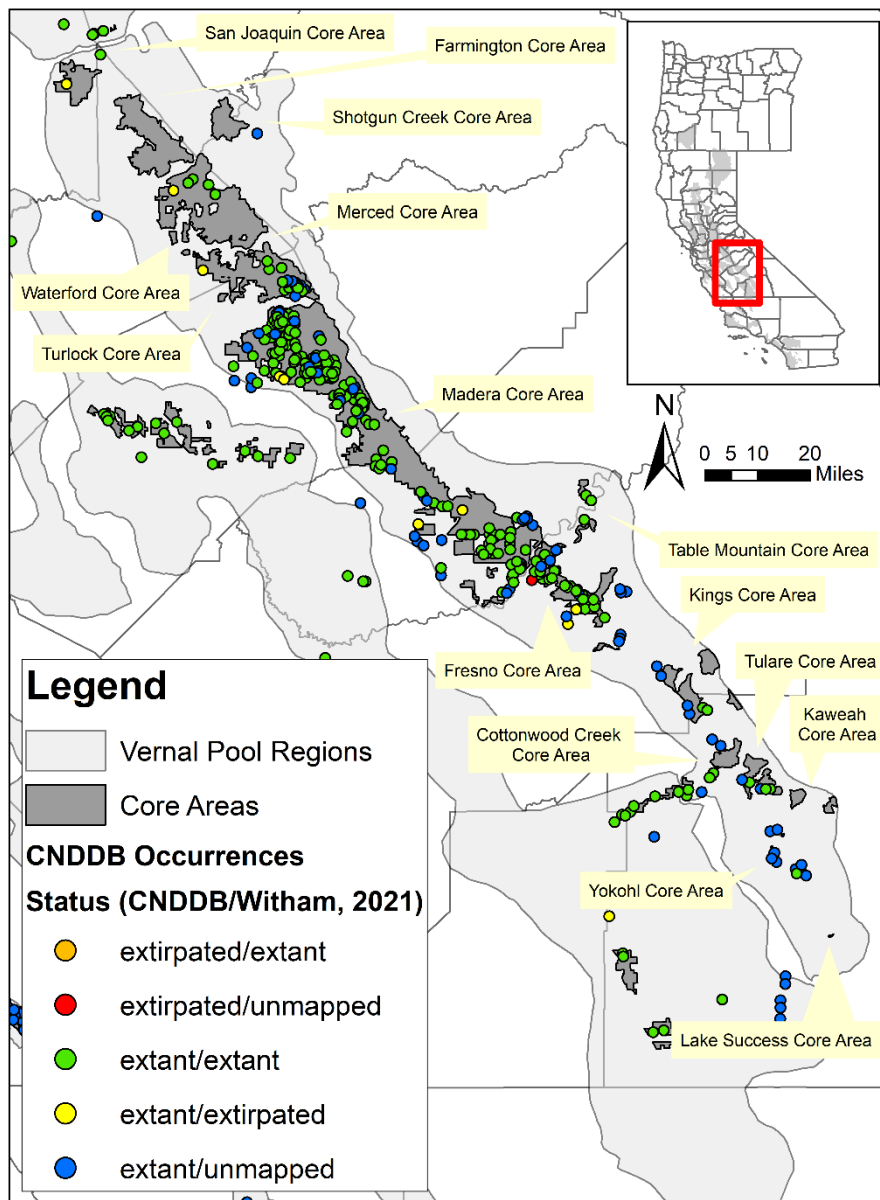 San Joaquin Core Area
Farmington Core Area
Shotgun Creek Core Area
Merced Core Area
Waterford Core Area
Turlock Core Area
Madera Core Area
N
0 5 10 20
Miles
Table Mountain Core Area
Kings Core Area
Fresno Core Area
Tulare Core Area
Kaweah
Core Area
Cottonwood Creek
Core Area
Yokohl Core Area
Lake Success Core Area
Legend
Vernal Pool Regions
Core Areas
CNDDB Occurrences
Status (CNDDB/Witham, 2021)
extirpated/extant
extirpated/unmapped
extant/extant
extant/extirpated
extant/unmapped